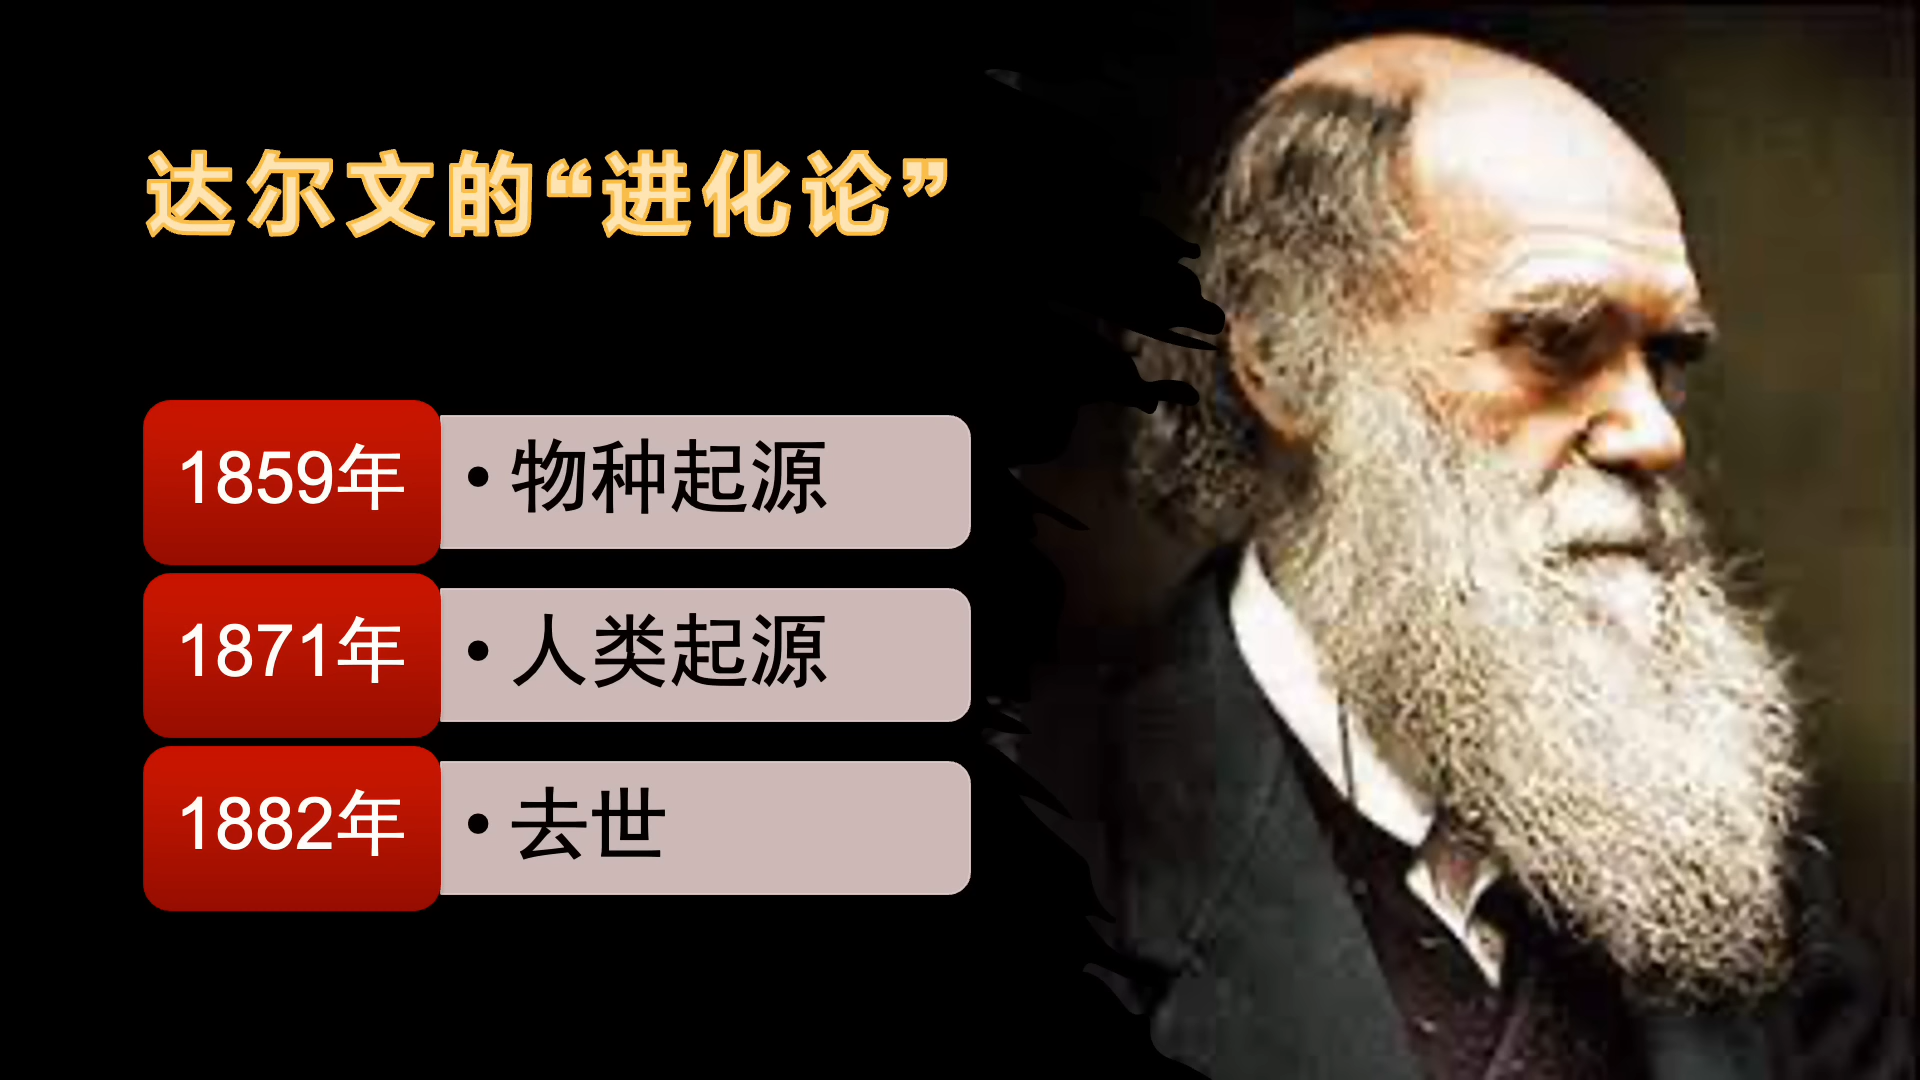 达尔文的“进化论”
1859年
• 物种起源
1871年
• 人类起源
1882年
• 去世